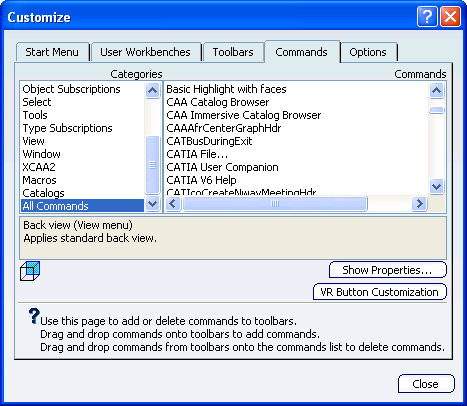 Customize
Start Menu User Workbenches Toolbars Commands Options
Categories Commands
Object Subscriptions
Select
Tools
Type Subscriptions
View
Window
XCAA2
Macros
Catalogs
All Commands
Basic Highlight with faces
CAA Catalog Browser
CAA Immersive Catalog Browser
CAAAfrCenterGraphHdr
CATBusDuringExit
CATIA File...
CATIA User Companion
CATIA V6 Help
CATIcoCreateNwayMeetingHdr
Back view (View menu)
Applies standard back view.
Show Properties...
VR Button Customization
Use this page to add or delete commands to toolbars.
Drag and drop commands onto toolbars to add commands.
Drag and drop commands from toolbars onto the commands list to delete commands.
Close